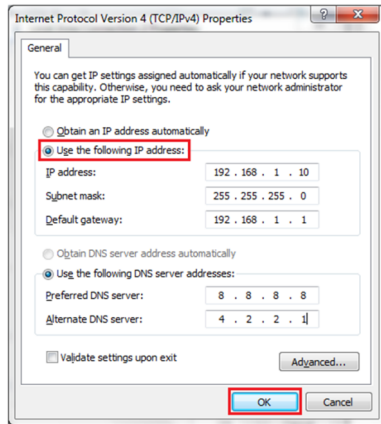 Internet Protocol Version 4 (TCP/IPv4) Properties
General
You can get IP settings assigned automatically if your network supports
this capability. Otherwise, you need to ask your network administrator
for the appropriate IP settings.
Obtain an IP address automatically
Use the following IP address:
IP address: 192 . 168 . 1 . 10
Subnet mask: 255 . 255 . 255 . 0
Default gateway: 192 . 168 . 1 . 1
Obtain DNS server address automatically
Use the following DNS server addresses:
Preferred DNS server: 8 . 8 . 8 . 8
Alternate DNS server: 4 . 2 . 2 . 1
Validate settings upon exit
Advanced...
OK Cancel